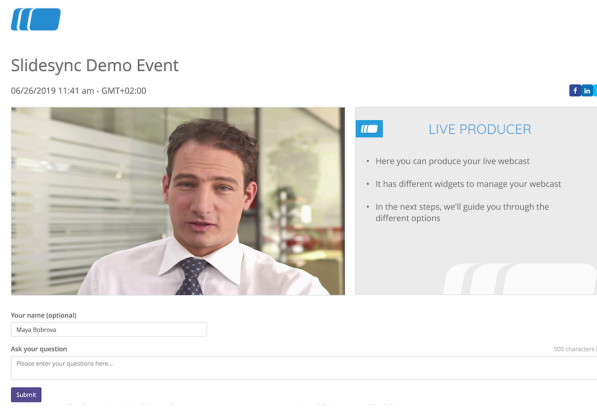 Slidesync Demo Event
06/26/2019 11:41 am - GMT+02:00
f in
LIVE PRODUCER
• Here you can produce your live webcast
• It has different widgets to manage your webcast
• In the next steps, we'll guide you through the
different options
Your name (optional)
Maya Bobrova
Ask your question
500 characters
Please enter your questions here...
Submit